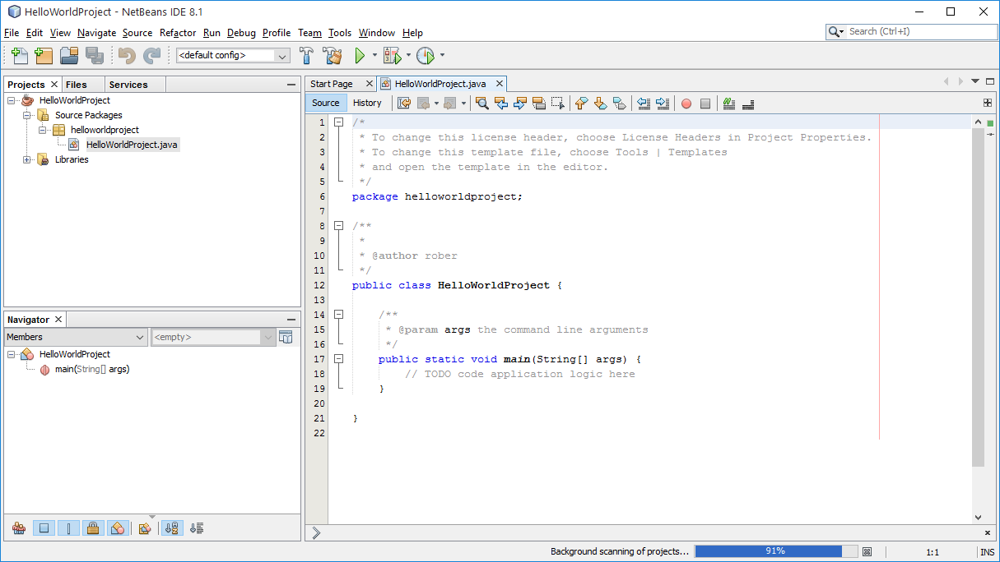 HelloWorldProject - NetBeans IDE 8.1
File Edit View Navigate Source Refactor Run Debug Profile Team Tools Window Help
Search (Ctrl+I)
<default config>
Projects Files Services
HelloWorldProject
Source Packages
helloworldproject
HelloWorldProject.java
Libraries
Navigator
Members <empty>
HelloWorldProject
main(String[] args)
Start Page HelloWorldProject.java
Source History
1 /*
2 * To change this license header, choose License Headers in Project Properties.
3 * To change this template file, choose Tools | Templates
4 * and open the template in the editor.
5 */
6 package helloworldproject;
7
8 /**
9 *
10 * @author rober
11 */
12 public class HelloWorldProject {
13
14 /**
15 * @param args the command line arguments
16 */
17 public static void main(String[] args) {
18 // TODO code application logic here
19 }
20
21 }
22
Background scanning of projects... 91% 1:1 INS